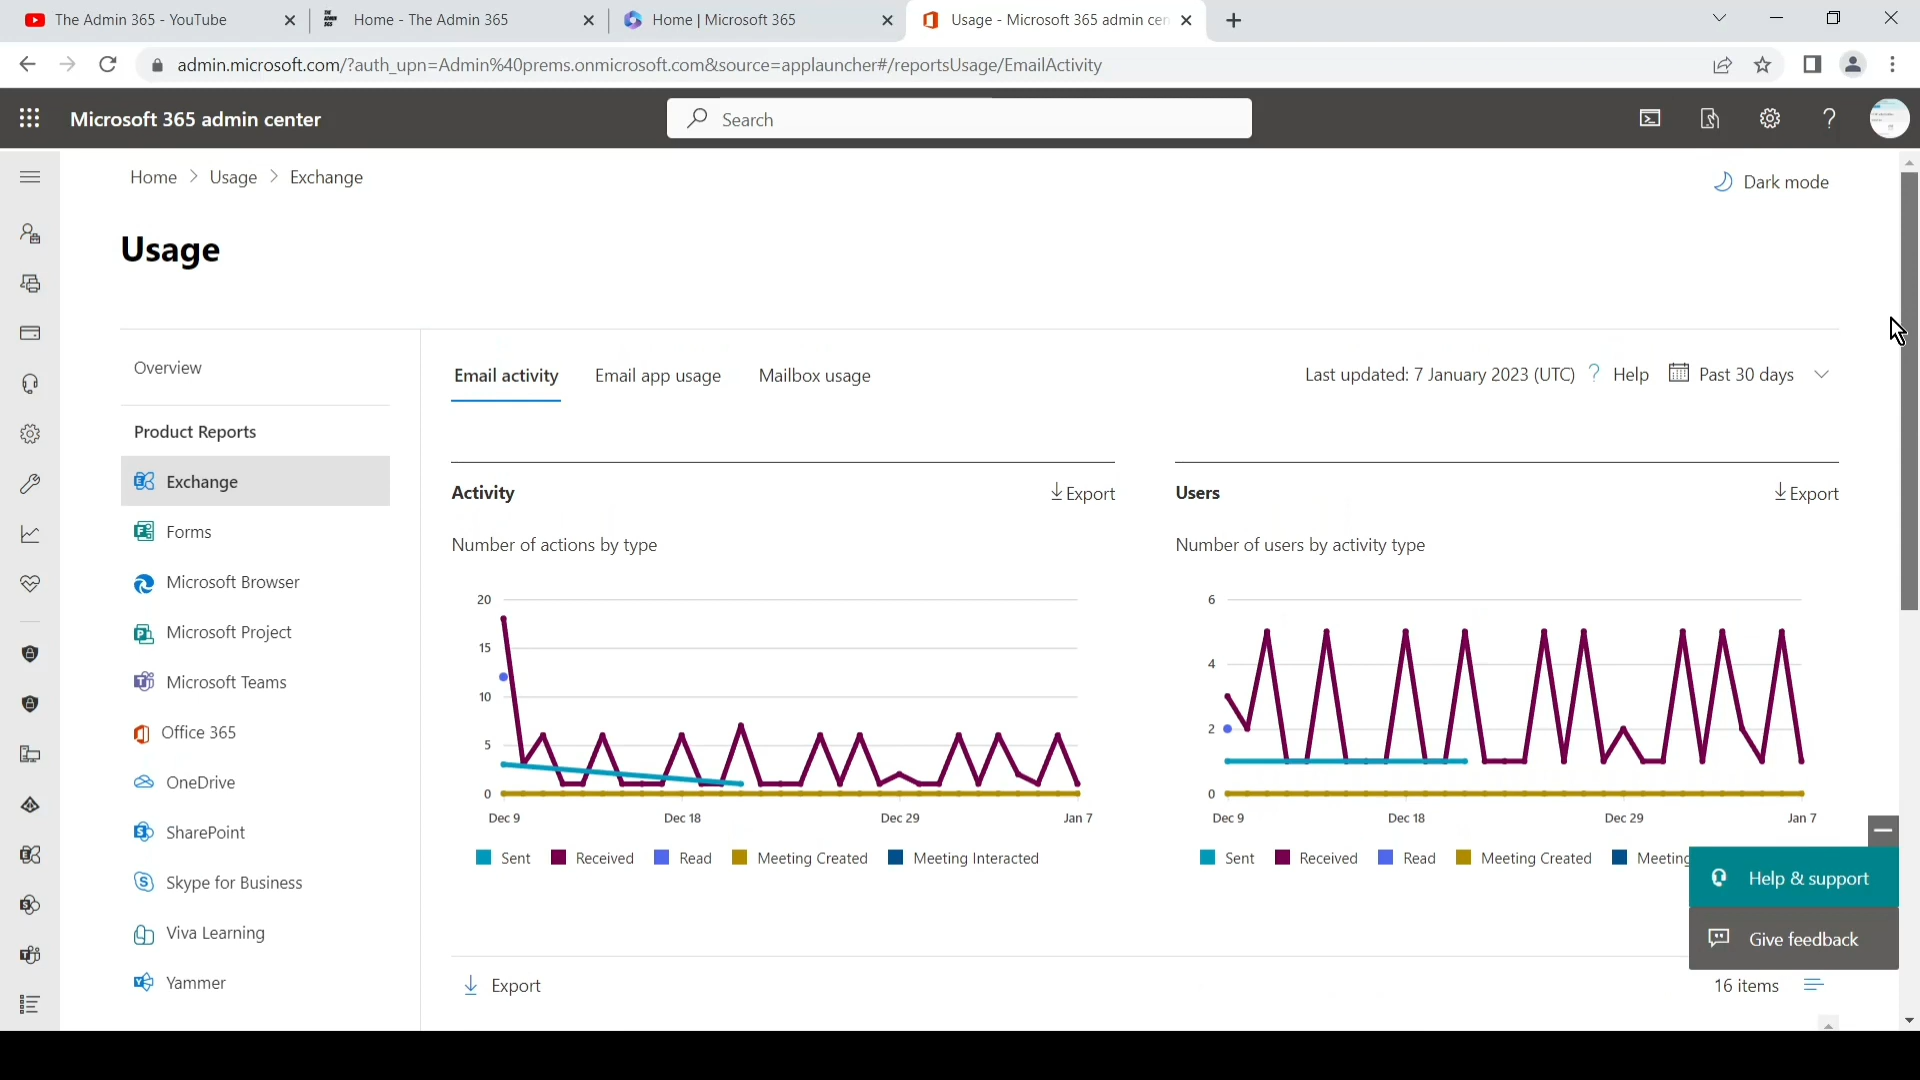 The Admin 365 - YouTube
Home - The Admin 365
Home | Microsoft 365
Usage - Microsoft 365 admin cen
admin.microsoft.com/?auth_upn=Admin%40prems.onmicrosoft.com&source=applauncher#/reportsUsage/EmailActivity
Microsoft 365 admin center
Search
Home > Usage > Exchange
Dark mode
Usage
Overview
Product Reports
Exchange
Forms
Microsoft Browser
Microsoft Project
Microsoft Teams
Office 365
OneDrive
SharePoint
Skype for Business
Viva Learning
Yammer
Email activity
Email app usage
Mailbox usage
Last updated: 7 January 2023 (UTC)
? Help
Past 30 days
Activity
Export
Number of actions by type
20
15
10
5
0
Dec 9
Dec 18
Dec 29
Jan 7
Sent
Received
Read
Meeting Created
Meeting Interacted
Users
Export
Number of users by activity type
6
4
2
0
Dec 9
Dec 18
Dec 29
Jan 7
Sent
Received
Read
Meeting Created
Meeting
Help & support
Give feedback
Export
16 items